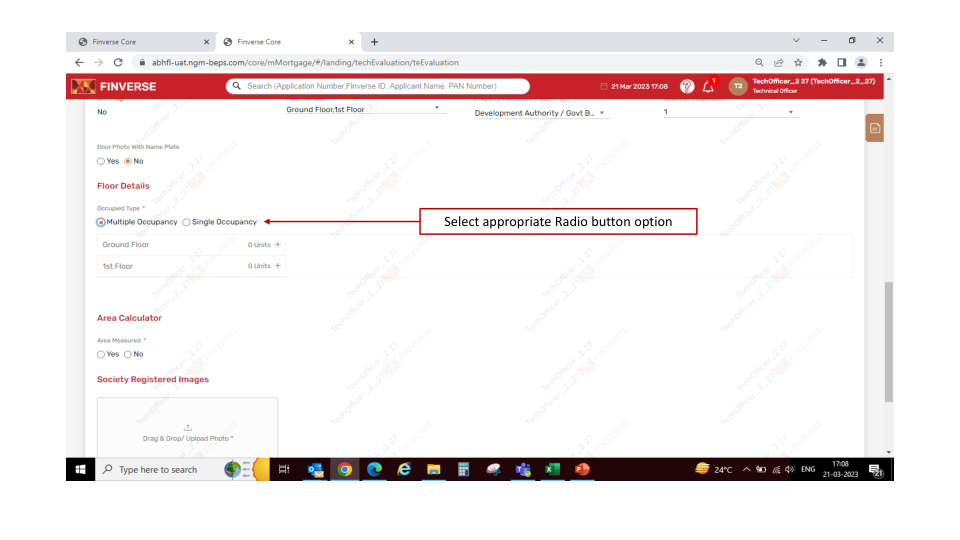 Finverse Core
Finverse Core
abhfl-uat.ngm-beps.com/core/mMortgage/#/landing/techEvaluation/teEvaluation
FINVERSE
Search (Application Number,Finverse ID, Applicant Name, PAN Number)
21 Mar 2023 17:08
T2
TechOfficer_2 27 (TechOfficer_2_27)
Technical Officer
No
Ground Floor,1st Floor
Development Authority / Govt B...
1
Door Photo With Name Plate
Yes No
Floor Details
Occupied Type *
Multiple Occupancy Single Occupancy
Select appropriate Radio button option
Ground Floor 0 Units +
1st Floor 0 Units +
Area Calculator
Area Measured *
Yes No
Society Registered Images
Drag & Drop/ Upload Photo *
Type here to search
24°C
ENG
17:08
21-03-2023
21